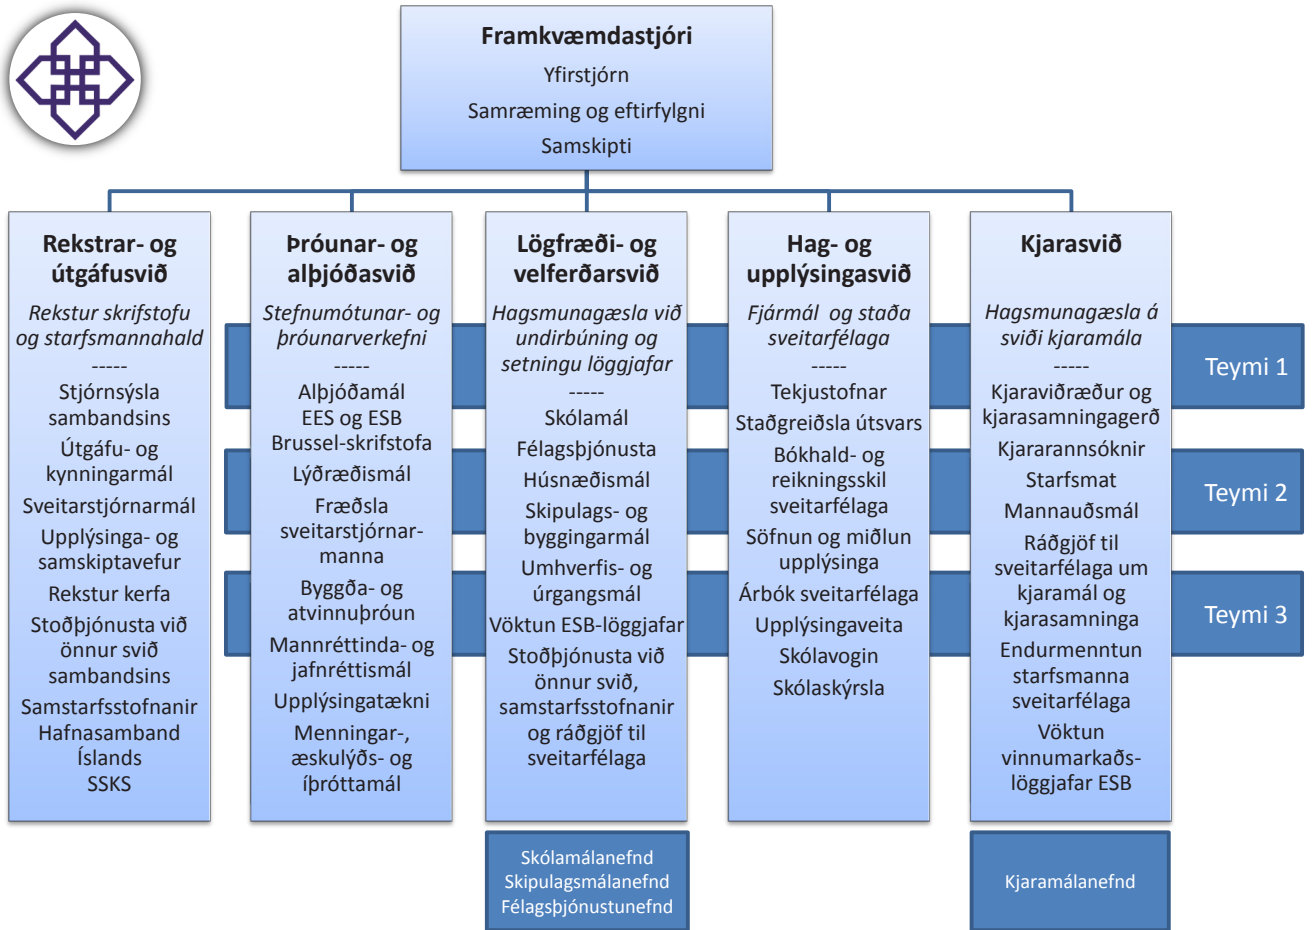 Framkvæmdastjóri
Yfirstjórn
Samræming og eftirfylgni
Samskipti
Rekstrar- og
útgáfusvið
Rekstur skrifstofu
og starfsmannahald
-----
Stjórnsýsla
sambandsins
Útgáfu- og
kynningarmál
Sveitarstjórnarmál
Upplýsinga- og
samskiptavefur
Rekstur kerfa
Stoðþjónusta við
önnur svið
sambandsins
Samstarfsstofnanir
Hafnasamband
Íslands
SSKS
Þróunar- og
alþjóðasvið
Stefnumótunar- og
þróunarverkefni
-----
Alþjóðamál
EES og ESB
Brussel-skrifstofa
Lýðræðismál
Fræðsla
sveitarstjórnar-
manna
Byggða- og
atvinnuþróun
Mannréttinda- og
jafnréttismál
Upplýsingatækni
Menningar-,
æskulýðs- og
íþróttamál
Lögfræði- og
velferðarsvið
Hagsmunagæsla við
undirbúning og
setningu löggjafar
-----
Skólamál
Félagsþjónusta
Húsnæðismál
Skipulags- og
byggingarmál
Umhverfis- og
úrgangsmál
Vöktun ESB-löggjafar
Stoðþjónusta við
önnur svið,
samstarfsstofnanir
og ráðgjöf til
sveitarfélaga
Hag- og
upplýsingasvið
Fjármál og staða
sveitarfélaga
-----
Tekjustofnar
Staðgreiðsla útsvars
Bókhald- og
reikningsskil
sveitarfélaga
Söfnun og miðlun
upplýsinga
Árbók sveitarfélaga
Upplýsingaveita
Skólavogin
Skólaskýrsla
Kjarasvið
Hagsmunagæsla á
sviði kjaramála
-----
Kjaraviðræður og
kjarasamningagerð
Kjararannsóknir
Starfsmat
Mannauðsmál
Ráðgjöf til
sveitarfélaga um
kjaramál og
kjarasamninga
Endurmenntun
starfsmanna
sveitarfélaga
Vöktun
vinnumarkaðs-
löggjafar ESB
Teymi 1
Teymi 2
Teymi 3
Skólamálanefnd
Skipulagsmálanefnd
Félagsþjónustunefnd
Kjaramálanefnd